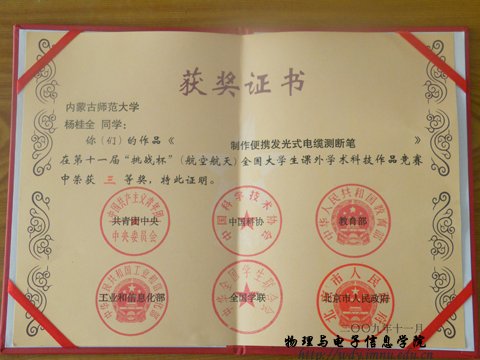 获奖证书
内蒙古师范大学
杨桂全 同学：
你（们）的作品《 制作便携发光式电缆测断笔 》
在第十一届“挑战杯”（航空航天）全国大学生课外学术科技作品竞赛
中荣获 三 等奖，特此证明。
共青团中央 中国科协 教育部
工业和信息化部 全国学联 北京市人民政府
二〇〇九年十一月
物理与电子信息学院